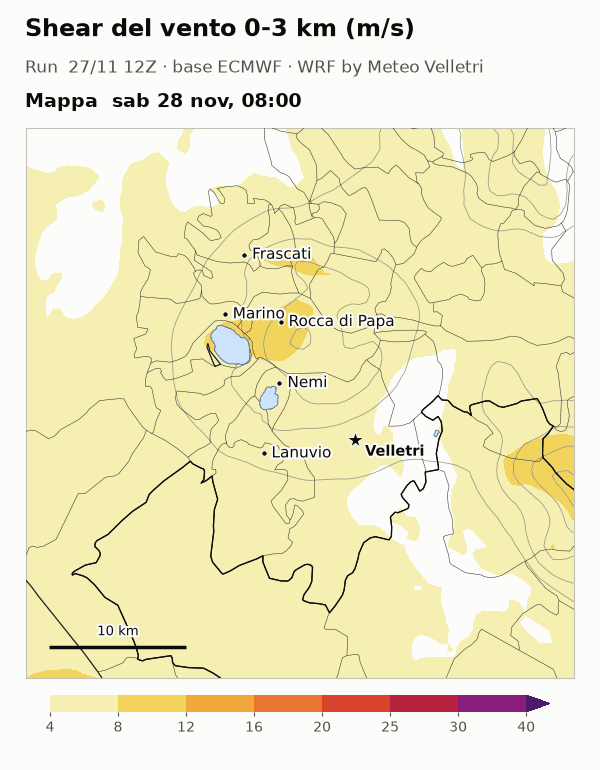 Shear del vento 0-3 km (m/s)
Run  27/11 12Z · base ECMWF · WRF by Meteo Velletri
Mappa  sab 28 nov, 08:00
Frascati
Marino
Rocca di Papa
Nemi
Velletri
Lanuvio
10 km
4 8 12 16 20 25 30 40